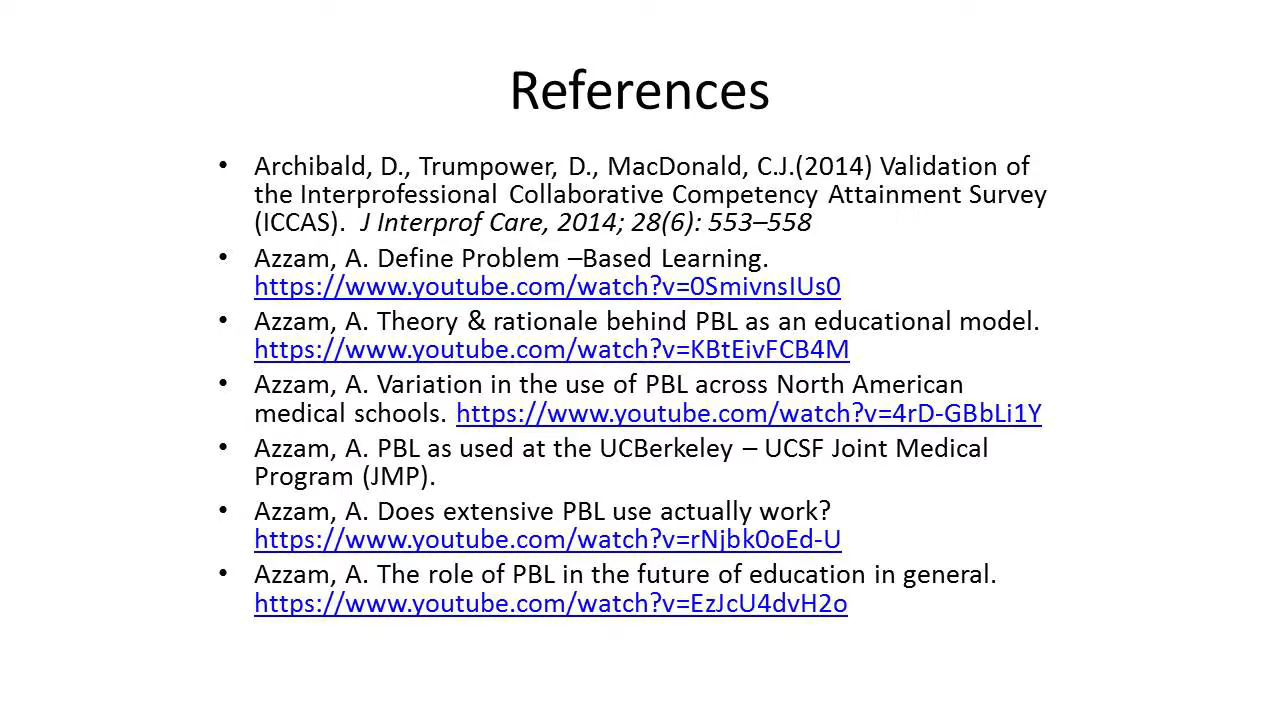 References
• Archibald, D., Trumpower, D., MacDonald, C.J.(2014) Validation of
the Interprofessional Collaborative Competency Attainment Survey
(ICCAS). J Interprof Care, 2014; 28(6): 553–558
• Azzam, A. Define Problem –Based Learning.
https://www.youtube.com/watch?v=0SmivnsIUs0
• Azzam, A. Theory & rationale behind PBL as an educational model.
https://www.youtube.com/watch?v=KBtEivFCB4M
• Azzam, A. Variation in the use of PBL across North American
medical schools. https://www.youtube.com/watch?v=4rD-GBbLi1Y
• Azzam, A. PBL as used at the UCBerkeley – UCSF Joint Medical
Program (JMP).
• Azzam, A. Does extensive PBL use actually work?
https://www.youtube.com/watch?v=rNjbk0oEd-U
• Azzam, A. The role of PBL in the future of education in general.
https://www.youtube.com/watch?v=EzJcU4dvH2o